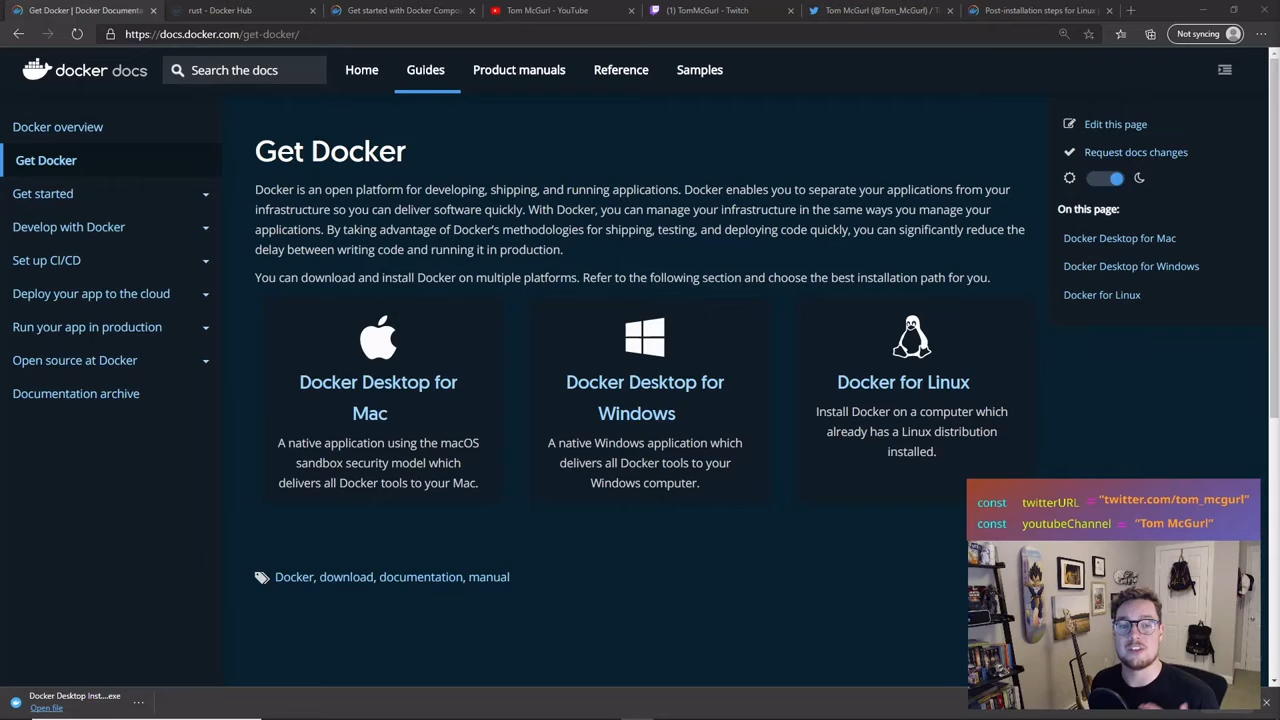 Get Docker | Docker Documenta
rust - Docker Hub
Get started with Docker Compo
Tom McGurl - YouTube
(1) TomMcGurl - Twitch
Tom McGurl (@Tom_McGurl) / T
Post-installation steps for Linux
https://docs.docker.com/get-docker/
Not syncing
docker docs
Search the docs
Home
Guides
Product manuals
Reference
Samples
Docker overview
Get Docker
Get started
Develop with Docker
Set up CI/CD
Deploy your app to the cloud
Run your app in production
Open source at Docker
Documentation archive
Get Docker
Docker is an open platform for developing, shipping, and running applications. Docker enables you to separate your applications from your
infrastructure so you can deliver software quickly. With Docker, you can manage your infrastructure in the same ways you manage your
applications. By taking advantage of Docker's methodologies for shipping, testing, and deploying code quickly, you can significantly reduce the
delay between writing code and running it in production.
You can download and install Docker on multiple platforms. Refer to the following section and choose the best installation path for you.
Docker Desktop for
Mac
A native application using the macOS
sandbox security model which
delivers all Docker tools to your Mac.
Docker Desktop for
Windows
A native Windows application which
delivers all Docker tools to your
Windows computer.
Docker for Linux
Install Docker on a computer which
already has a Linux distribution
installed.
Docker, download, documentation, manual
Edit this page
Request docs changes
On this page:
Docker Desktop for Mac
Docker Desktop for Windows
Docker for Linux
const twitterURL = "twitter.com/tom_mcgurl"
const youtubeChannel = "Tom McGurl"
Docker Desktop Inst....exe
Open file